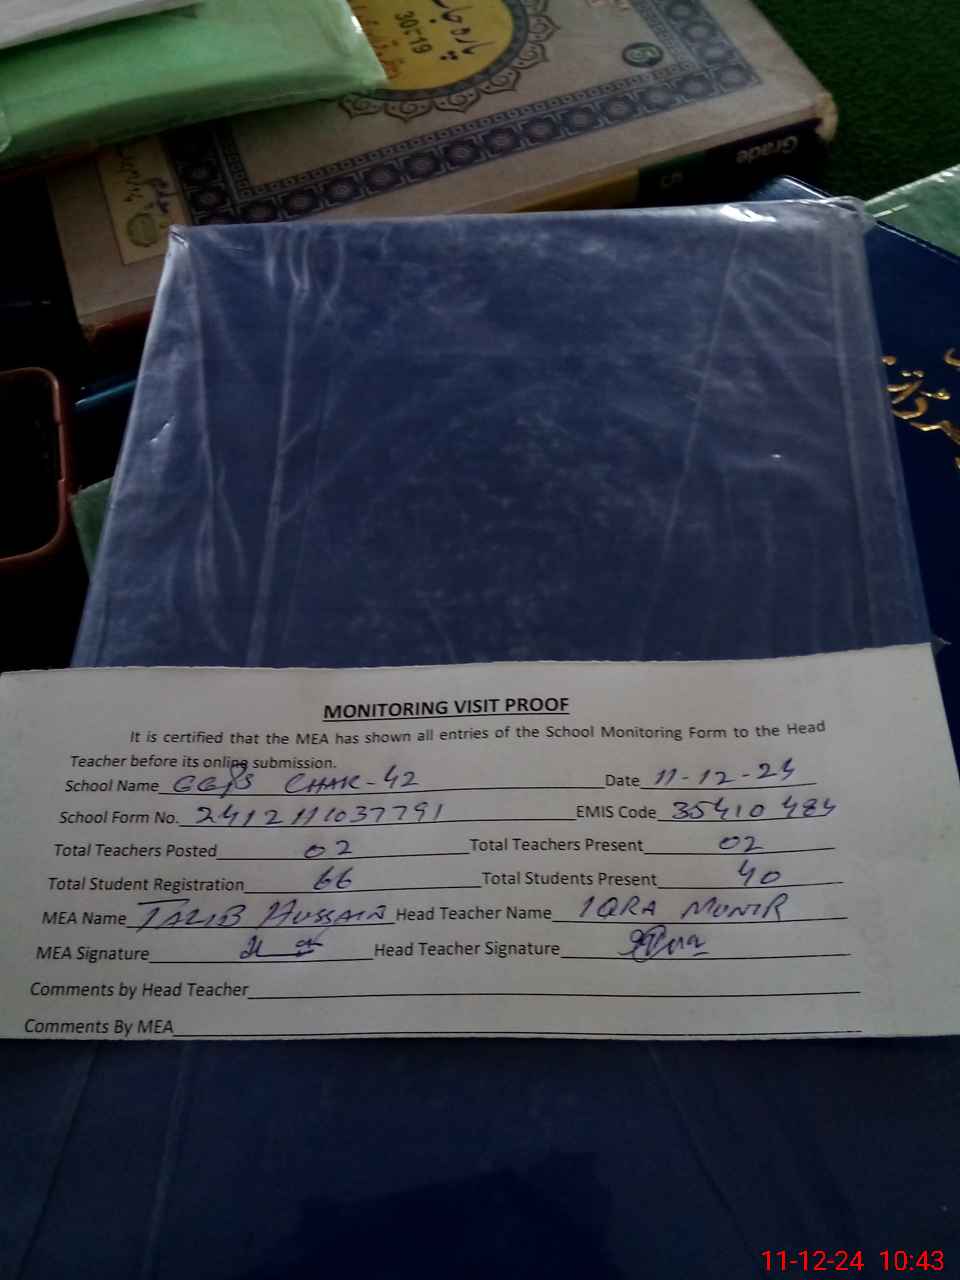 30-19
Grade 5
MONITORING VISIT PROOF
It is certified that the MEA has shown all entries of the School Monitoring Form to the Head
Teacher before its online submission.
School Name GGPS CHAK-42 Date 11-12-24
School Form No. 2412111037791 EMIS Code 35410484
Total Teachers Posted 02 Total Teachers Present 02
Total Student Registration 66 Total Students Present 40
MEA Name TALIB HUSSAIN Head Teacher Name IQRA MUNIR
MEA Signature Head Teacher Signature
Comments by Head Teacher
Comments By MEA
11-12-24 10:43